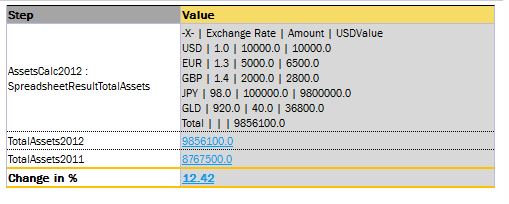 Step Value
-X- | Exchange Rate | Amount | USDValue
USD | 1.0 | 10000.0 | 10000.0
EUR | 1.3 | 5000.0 | 6500.0
GBP | 1.4 | 2000.0 | 2800.0
AssetsCalc2012 :
SpreadsheetResultTotalAssets
JPY | 98.0 | 100000.0 | 9800000.0
GLD | 920.0 | 40.0 | 36800.0
Total | | | 9856100.0
TotalAssets2012 9856100.0
TotalAssets2011 8767500.0
Change in % 12.42